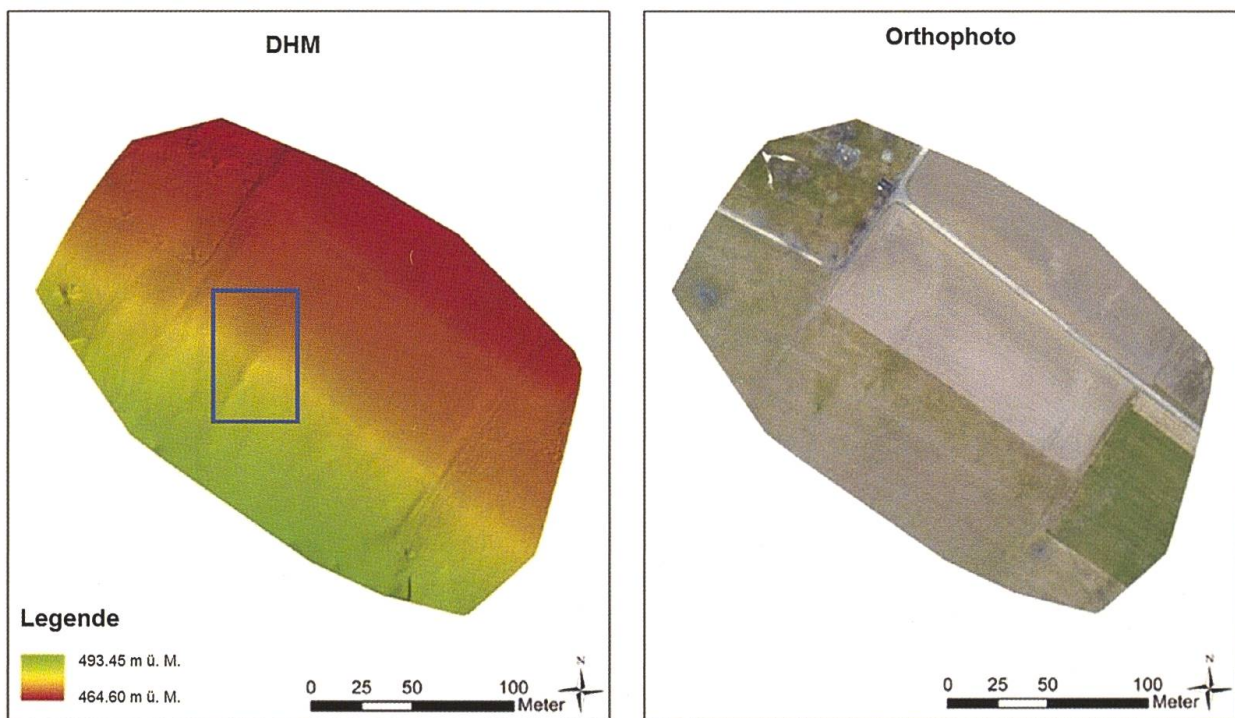 DHM
Legende
493.45 m ü. M.
464.60 m ü. M.
0 25 50 100
Meter
N
Orthophoto
0 25 50 100
Meter
N